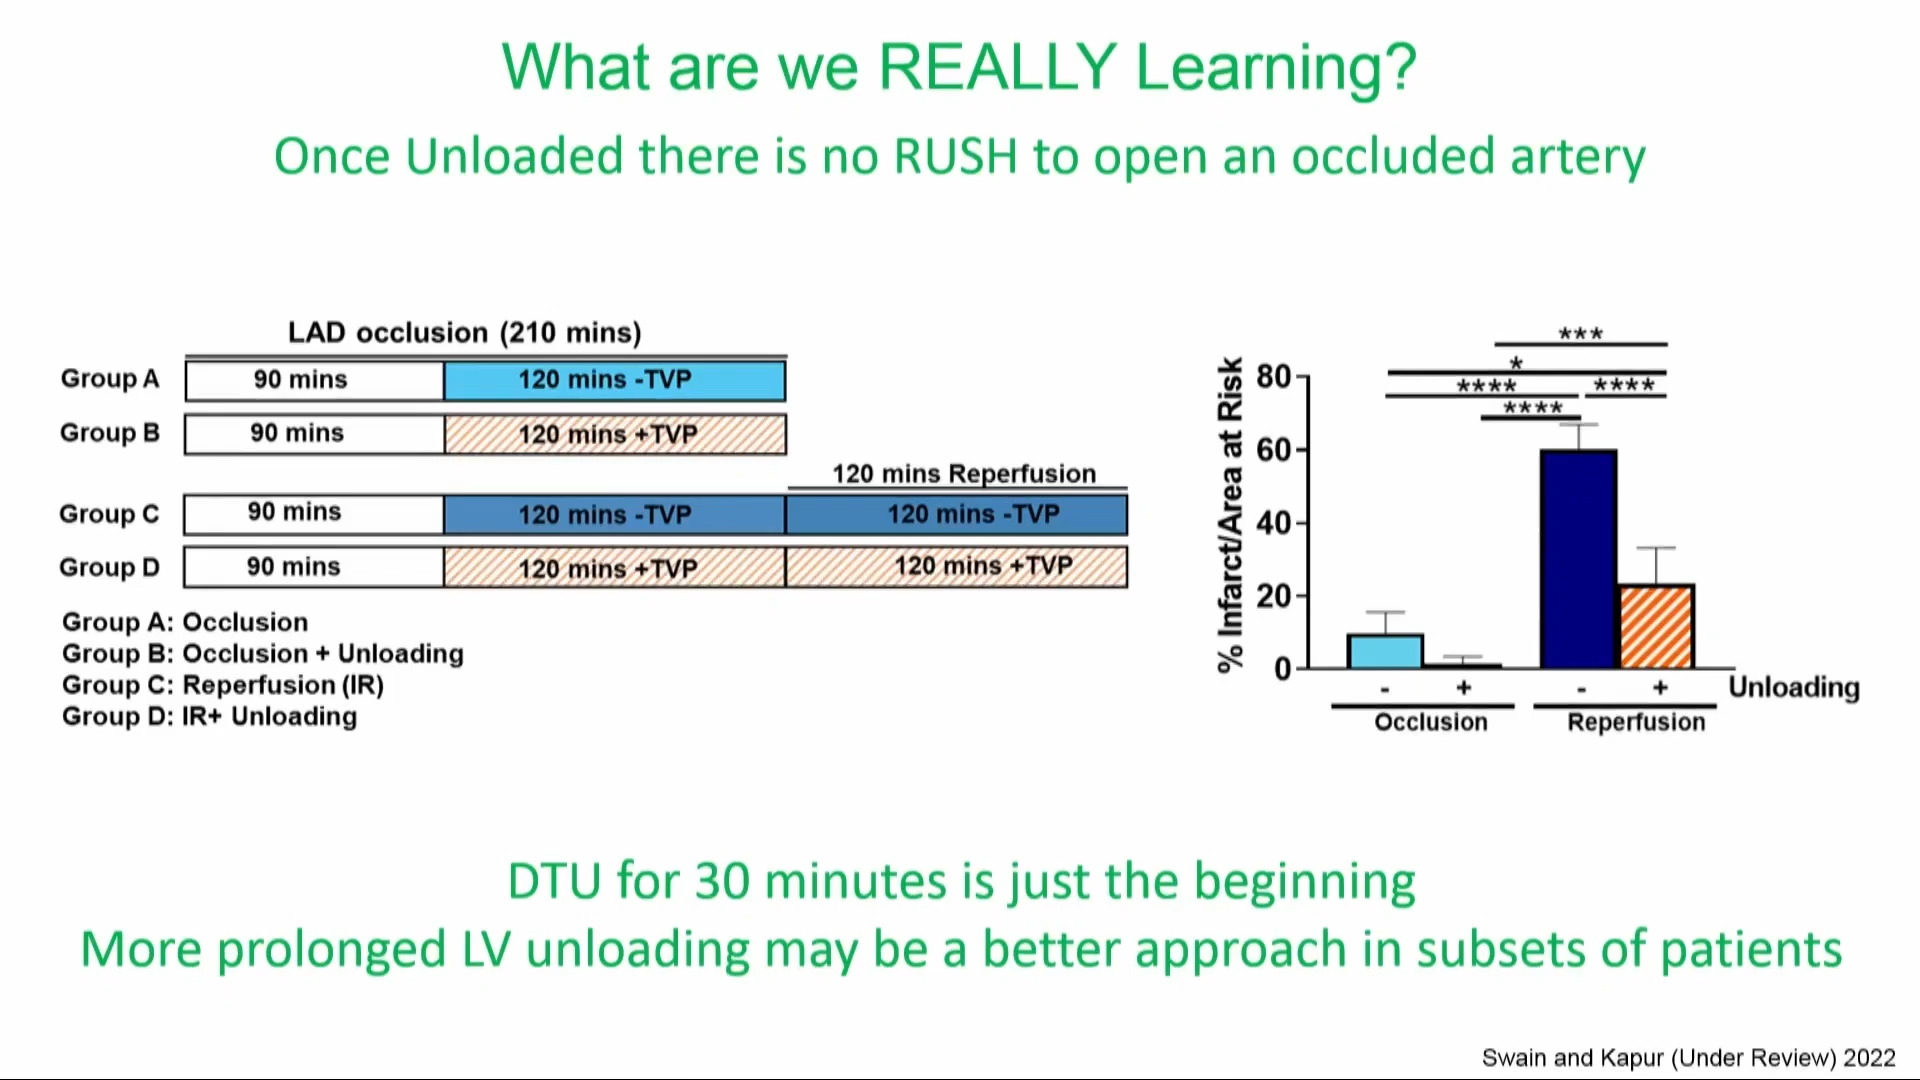 What are we REALLY Learning?
Once Unloaded there is no RUSH to open an occluded artery
LAD occlusion (210 mins)
Group A
90 mins
120 mins -TVP
Group B
90 mins
120 mins +TVP
120 mins Reperfusion
Group C
90 mins
120 mins -TVP
120 mins -TVP
Group D
90 mins
120 mins +TVP
120 mins +TVP
Group A: Occlusion
Group B: Occlusion + Unloading
Group C: Reperfusion (IR)
Group D: IR+ Unloading
% Infarct/Area at Risk
80
60
40
20
0
***
*
****
****
****
- + - + Unloading
Occlusion
Reperfusion
DTU for 30 minutes is just the beginning
More prolonged LV unloading may be a better approach in subsets of patients
Swain and Kapur (Under Review) 2022